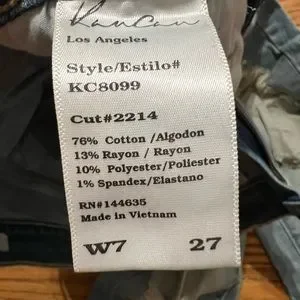 KanCan
Los Angeles
Style/Estilo#
KC8099
Cut#2214
76% Cotton /Algodon
13% Rayon / Rayon
10% Polyester/Poliester
1% Spandex/Elastano
RN#144635
Made in Vietnam
W7 27